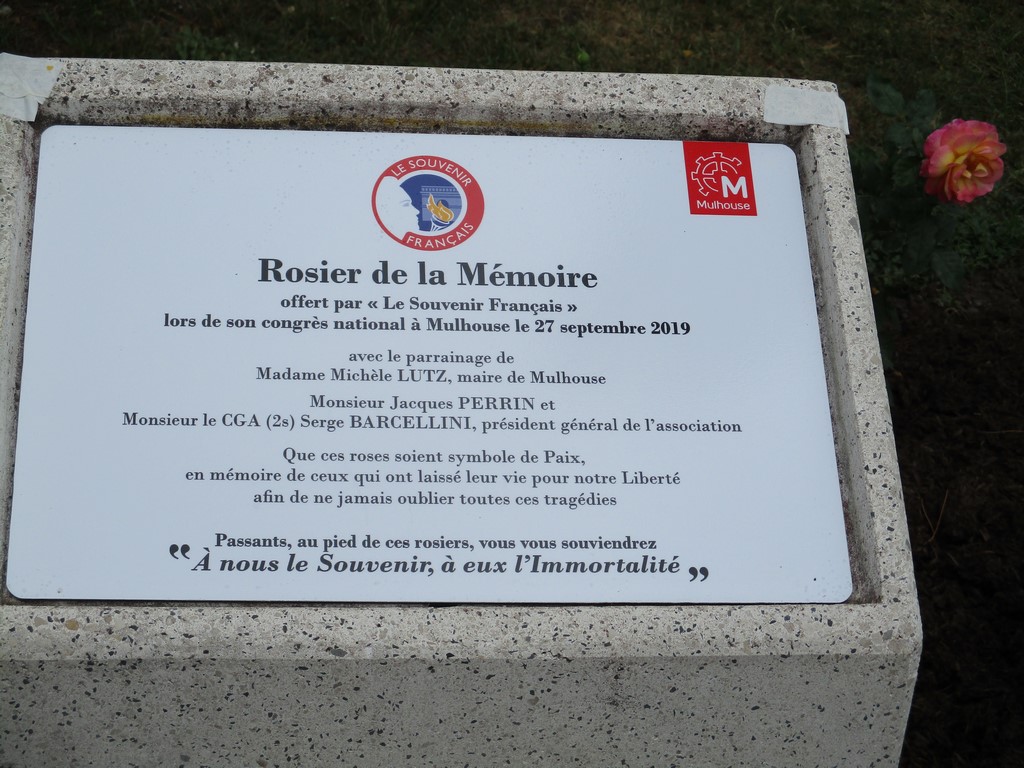 LE SOUVENIR
FRANÇAIS
M
Mulhouse
Rosier de la Mémoire
offert par « Le Souvenir Français »
lors de son congrès national à Mulhouse le 27 septembre 2019
avec le parrainage de
Madame Michèle LUTZ, maire de Mulhouse
Monsieur Jacques PERRIN et
Monsieur le CGA (2s) Serge BARCELLINI, président général de l'association
Que ces roses soient symbole de Paix,
en mémoire de ceux qui ont laissé leur vie pour notre Liberté
afin de ne jamais oublier toutes ces tragédies
Passants, au pied de ces rosiers, vous vous souviendrez
” À nous le Souvenir, à eux l'Immortalité ”